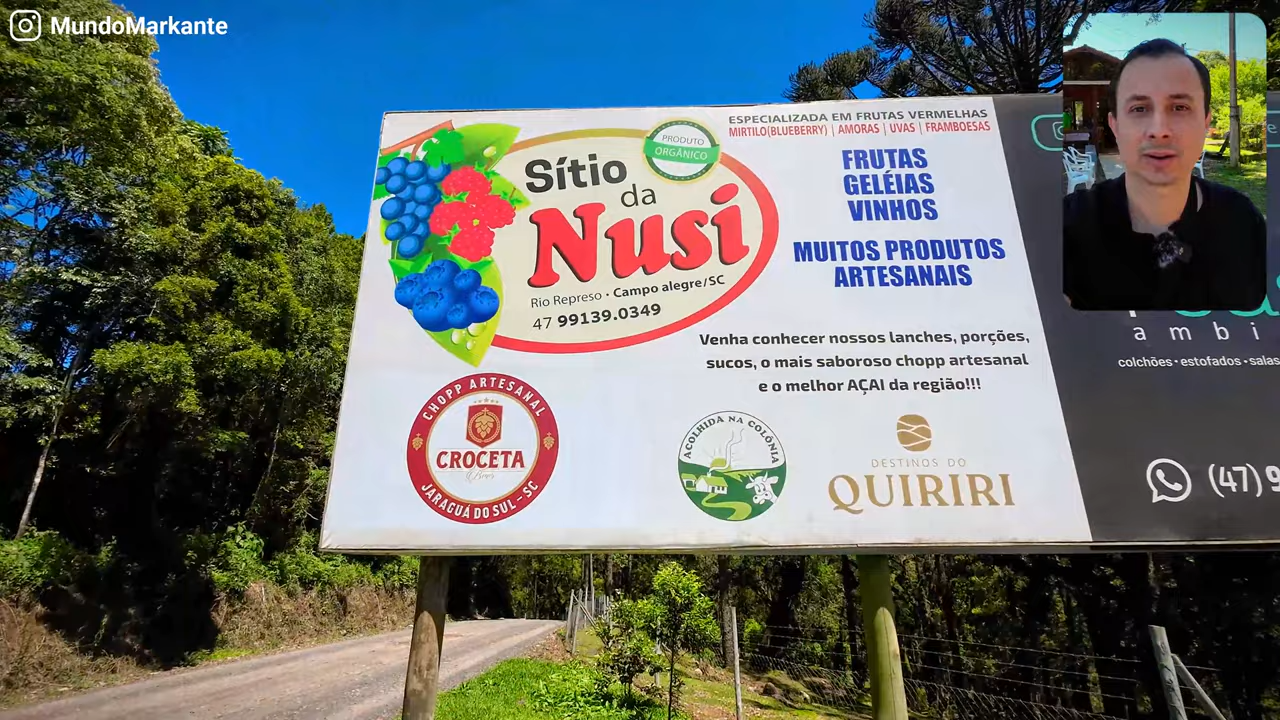 MundoMarkante
ESPECIALIZADA EM FRUTAS VERMELHAS
MIRTILO(BLUEBERRY) | AMORAS | UVAS | FRAMBOESAS
PRODUTO
ORGÂNICO
Sítio
da
Nusi
Rio Represo • Campo alegre/SC
47 99139.0349
FRUTAS
GELÉIAS
VINHOS
MUITOS PRODUTOS
ARTESANAIS
Venha conhecer nossos lanches, porções,
sucos, o mais saboroso chopp artesanal
e o melhor AÇAI da região!!!
CHOPP ARTESANAL
CROCETA
JARAGUÁ DO SUL - SC
ACOLHIDA NA COLÔNIA
DESTINOS DO
QUIRIRI
ambi
colchões • estofados • salas
(47) 9